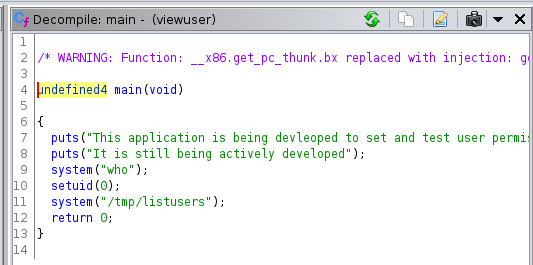 Decompile: main - (viewuser)
1
2 /* WARNING: Function: __x86.get_pc_thunk.bx replaced with injection:
3
4 undefined4 main(void)
5
6 {
7 puts("This application is being devleoped to set and test user
8 puts("It is still being actively developed");
9 system("who");
10 setuid(0);
11 system("/tmp/listusers");
12 return 0;
13 }
14